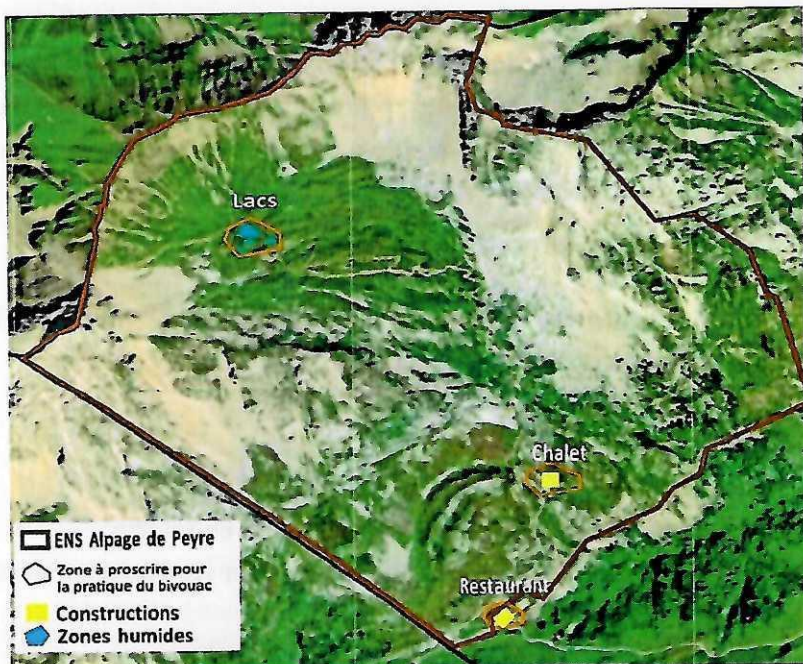 Lacs
Chalet
Restaurant
ENS Alpage de Peyre
Zone à proscrire pour
la pratique du bivouac
Constructions
Zones humides